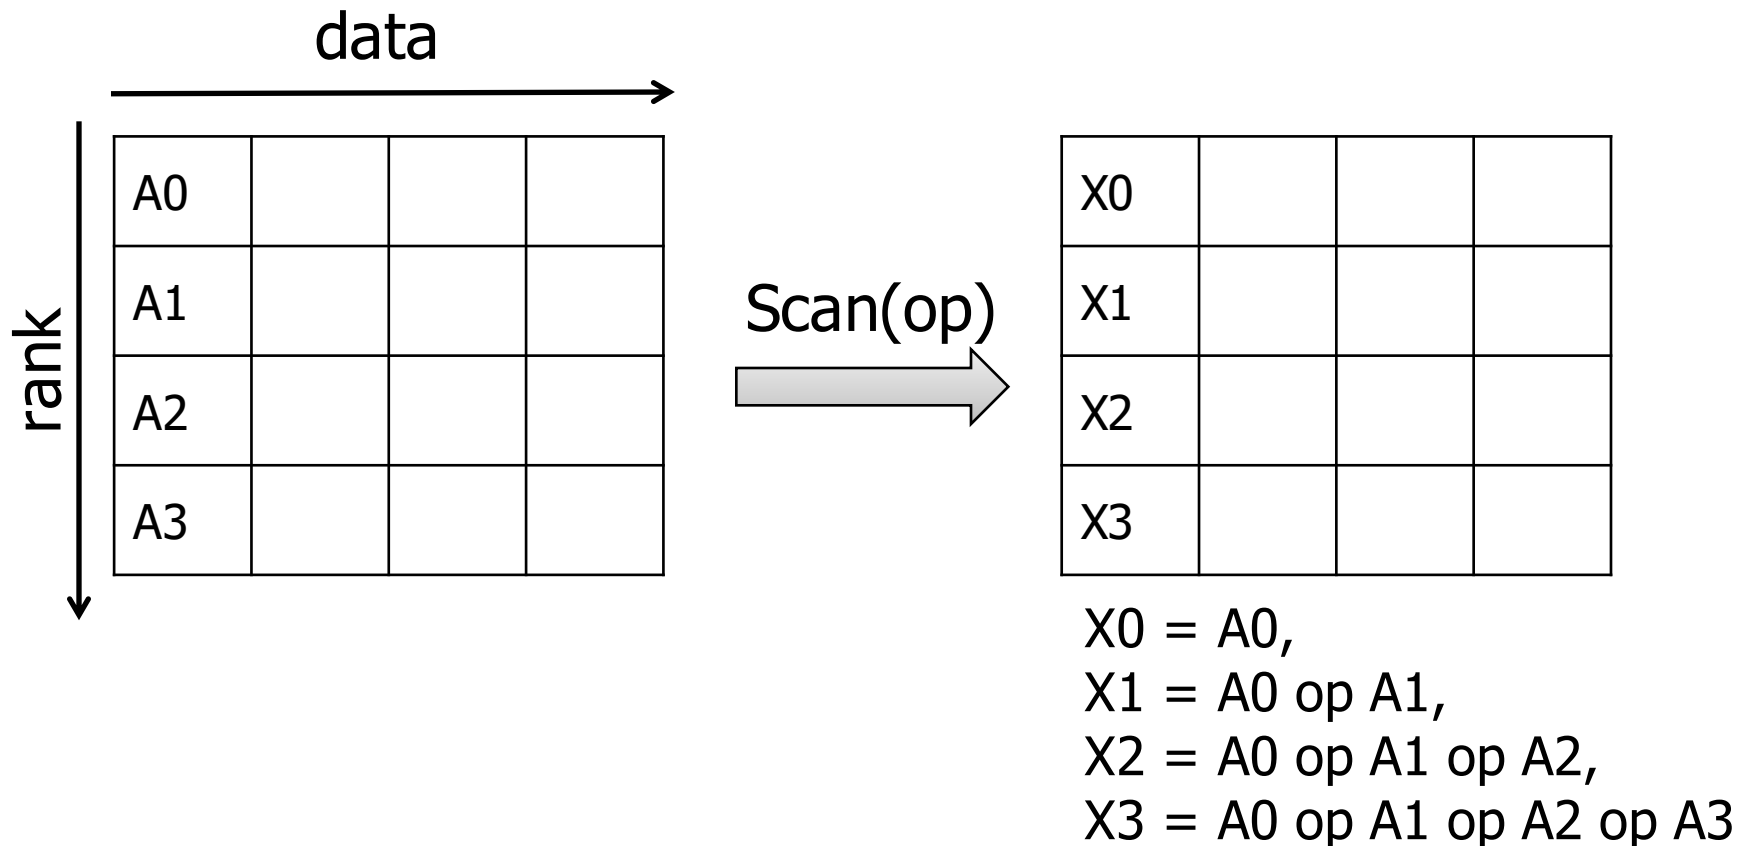 data
rank
A0
A1
A2
A3
Scan(op)
X0
X1
X2
X3
X0 = A0,
X1 = A0 op A1,
X2 = A0 op A1 op A2,
X3 = A0 op A1 op A2 op A3